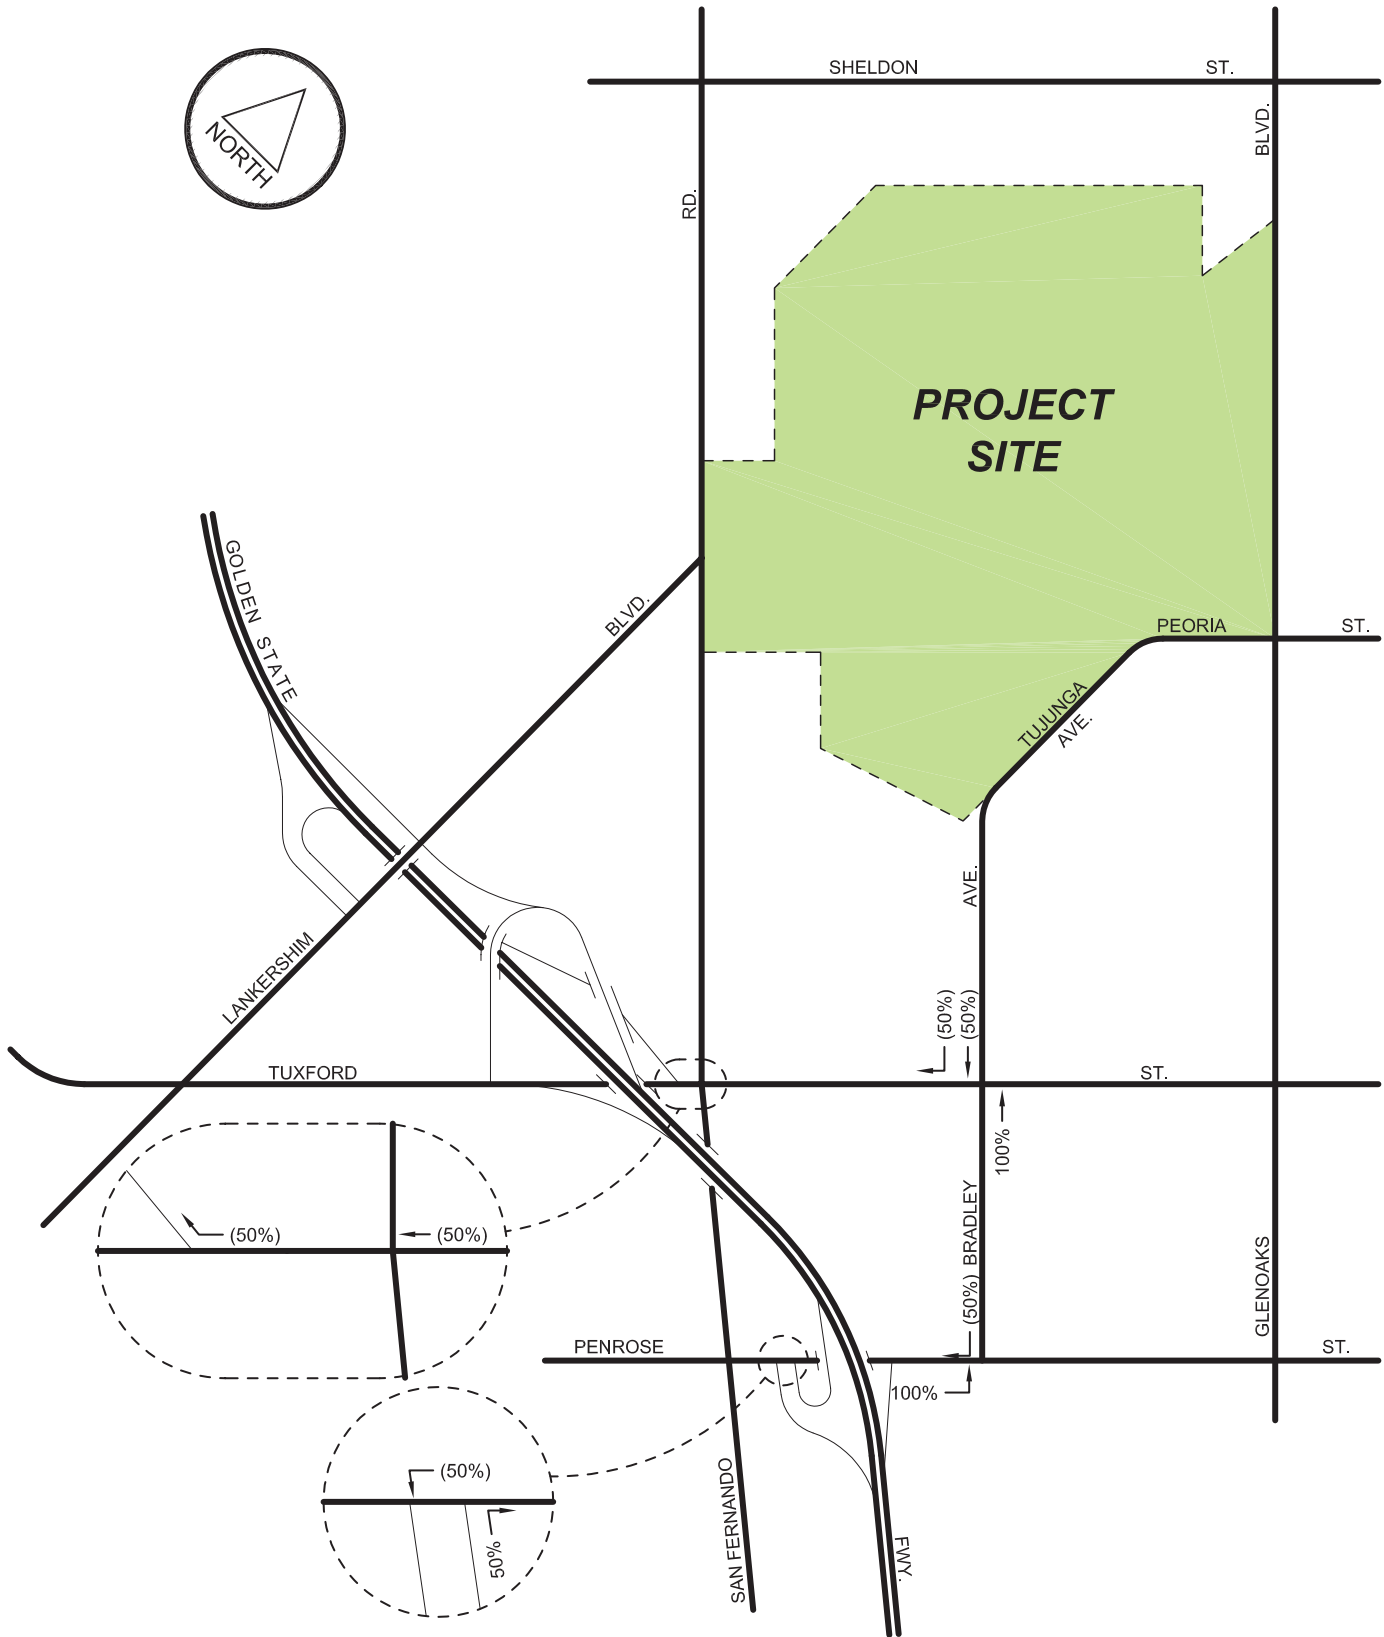 SHELDON ST.
BLVD.
NORTH
RD.
PROJECT
SITE
GOLDEN STATE
BLVD.
PEORIA ST.
TUJUNGA
AVE.
AVE.
LANKERSHIM
(50%)
(50%)
TUXFORD ST.
100%
(50%) (50%)
(50%) BRADLEY
GLENOAKS
PENROSE ST.
100%
(50%)
50%
SAN FERNANDO
FWY.